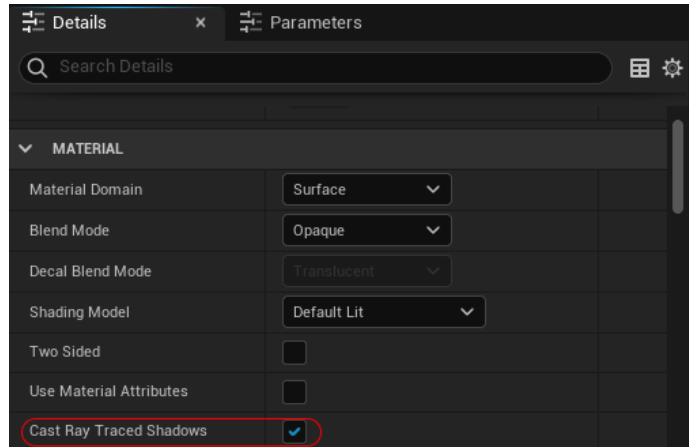 Details
Parameters
Search Details
MATERIAL
Material Domain Surface
Blend Mode Opaque
Decal Blend Mode Translucent
Shading Model Default Lit
Two Sided
Use Material Attributes
Cast Ray Traced Shadows